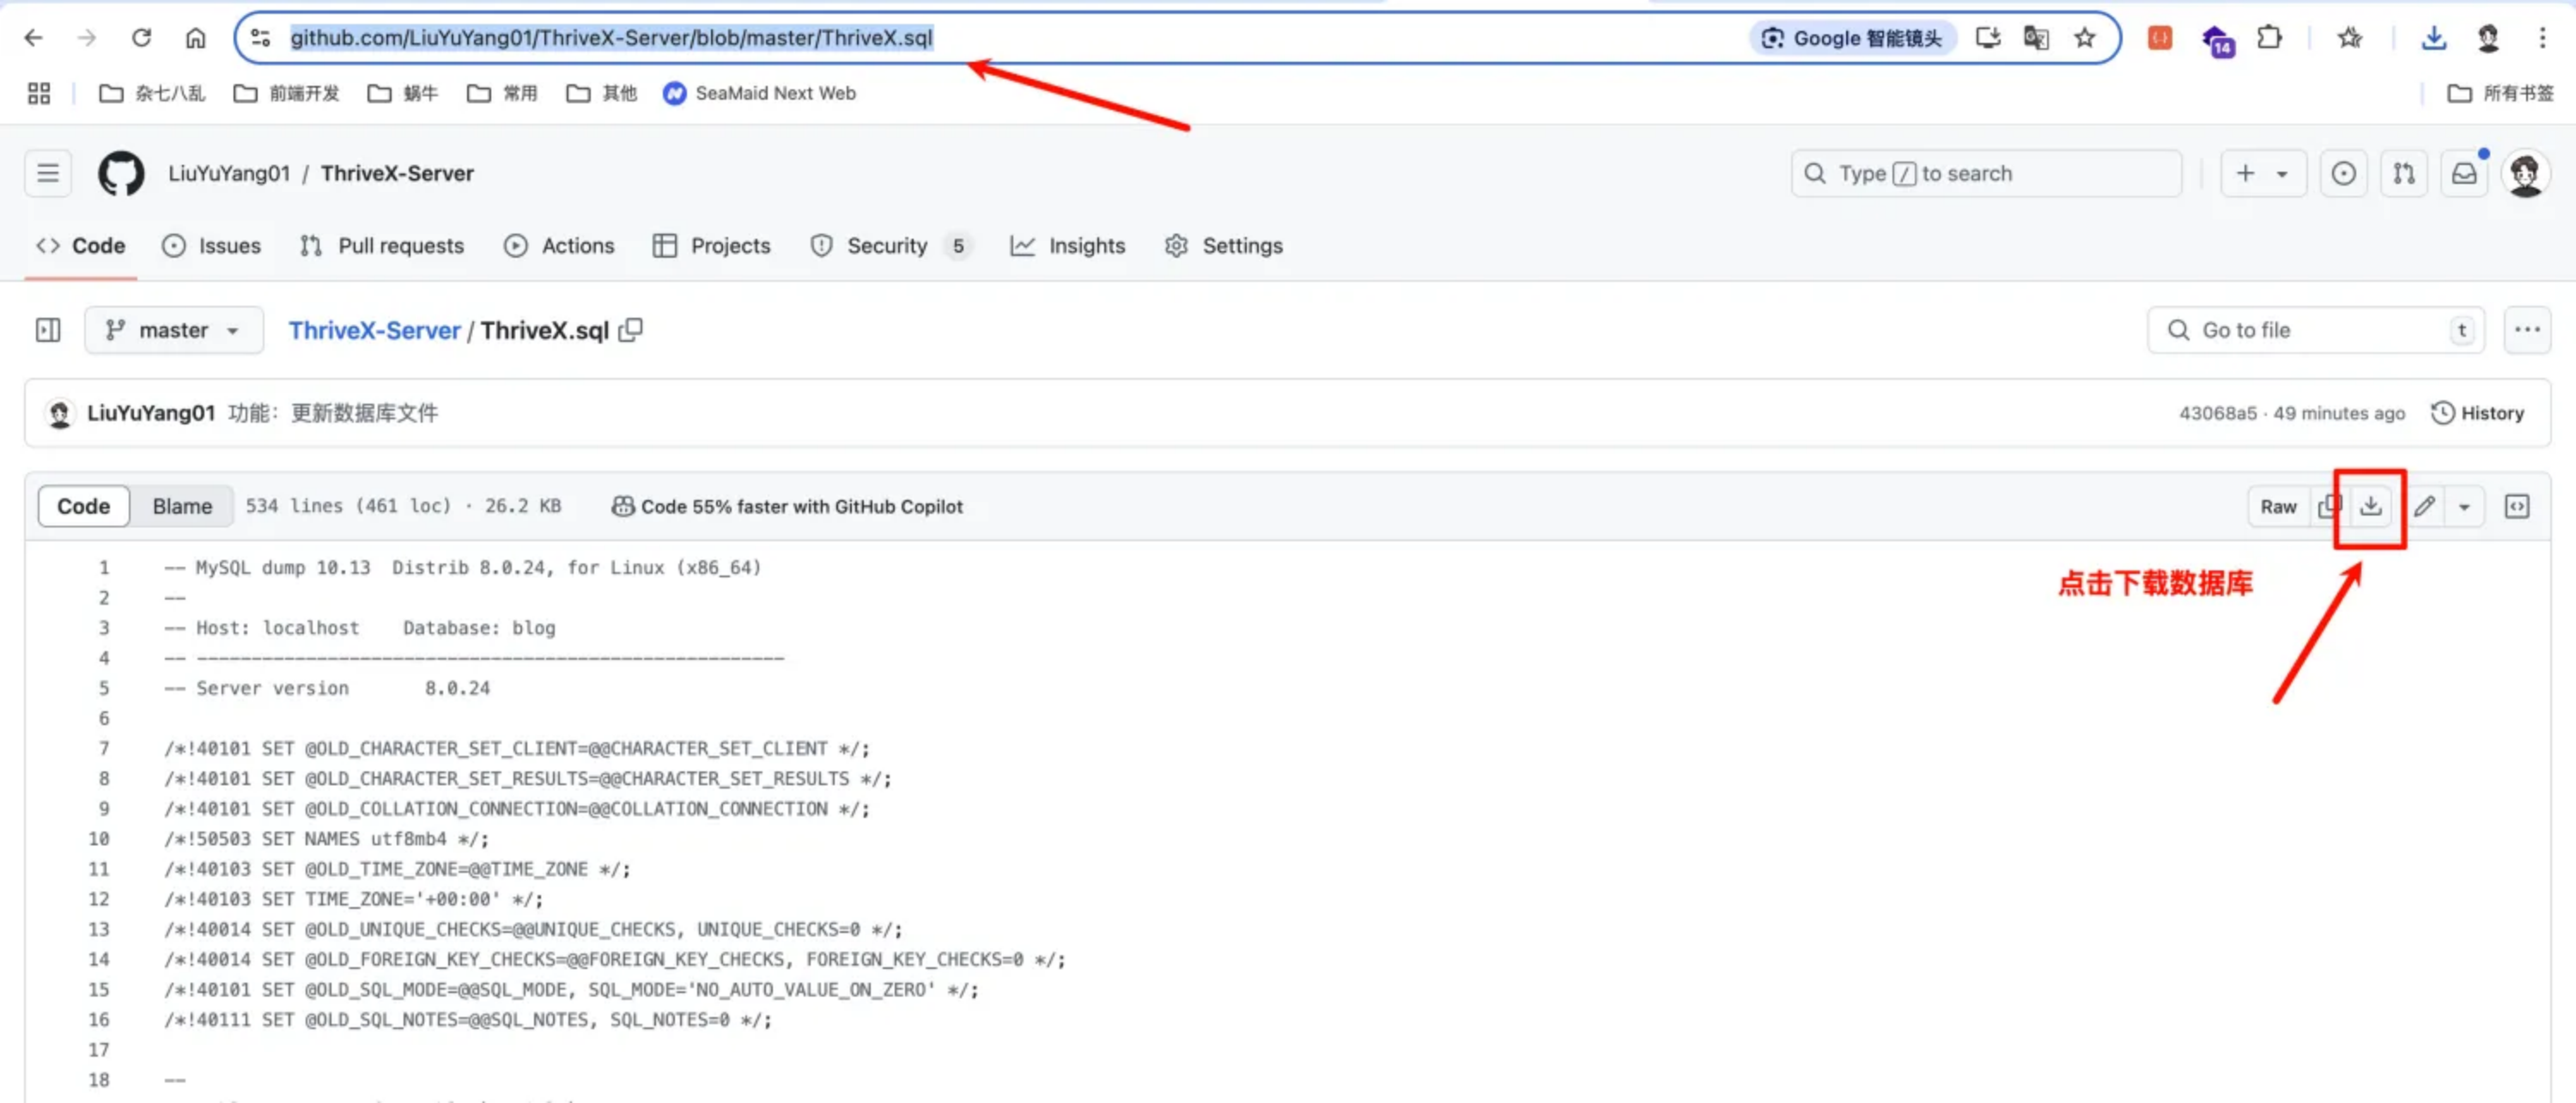 github.com/LiuYuYang01/ThriveX-Server/blob/master/ThriveX.sql
Google 智能镜头
14
杂七八乱
前端开发
蜗牛
常用
其他
SeaMaid Next Web
所有书签
LiuYuYang01 / ThriveX-Server
Type / to search
Code
Issues
Pull requests
Actions
Projects
Security 5
Insights
Settings
master
ThriveX-Server / ThriveX.sql
Go to file
t
LiuYuYang01 功能：更新数据库文件
43068a5 · 49 minutes ago
History
Code
Blame
534 lines (461 loc) · 26.2 KB
Code 55% faster with GitHub Copilot
Raw
点击下载数据库
1 -- MySQL dump 10.13  Distrib 8.0.24, for Linux (x86_64)
2 --
3 -- Host: localhost    Database: blog
4 -- ------------------------------------------------------
5 -- Server version       8.0.24
6
7 /*!40101 SET @OLD_CHARACTER_SET_CLIENT=@@CHARACTER_SET_CLIENT */;
8 /*!40101 SET @OLD_CHARACTER_SET_RESULTS=@@CHARACTER_SET_RESULTS */;
9 /*!40101 SET @OLD_COLLATION_CONNECTION=@@COLLATION_CONNECTION */;
10 /*!50503 SET NAMES utf8mb4 */;
11 /*!40103 SET @OLD_TIME_ZONE=@@TIME_ZONE */;
12 /*!40103 SET TIME_ZONE='+00:00' */;
13 /*!40014 SET @OLD_UNIQUE_CHECKS=@@UNIQUE_CHECKS, UNIQUE_CHECKS=0 */;
14 /*!40014 SET @OLD_FOREIGN_KEY_CHECKS=@@FOREIGN_KEY_CHECKS, FOREIGN_KEY_CHECKS=0 */;
15 /*!40101 SET @OLD_SQL_MODE=@@SQL_MODE, SQL_MODE='NO_AUTO_VALUE_ON_ZERO' */;
16 /*!40111 SET @OLD_SQL_NOTES=@@SQL_NOTES, SQL_NOTES=0 */;
17
18 --